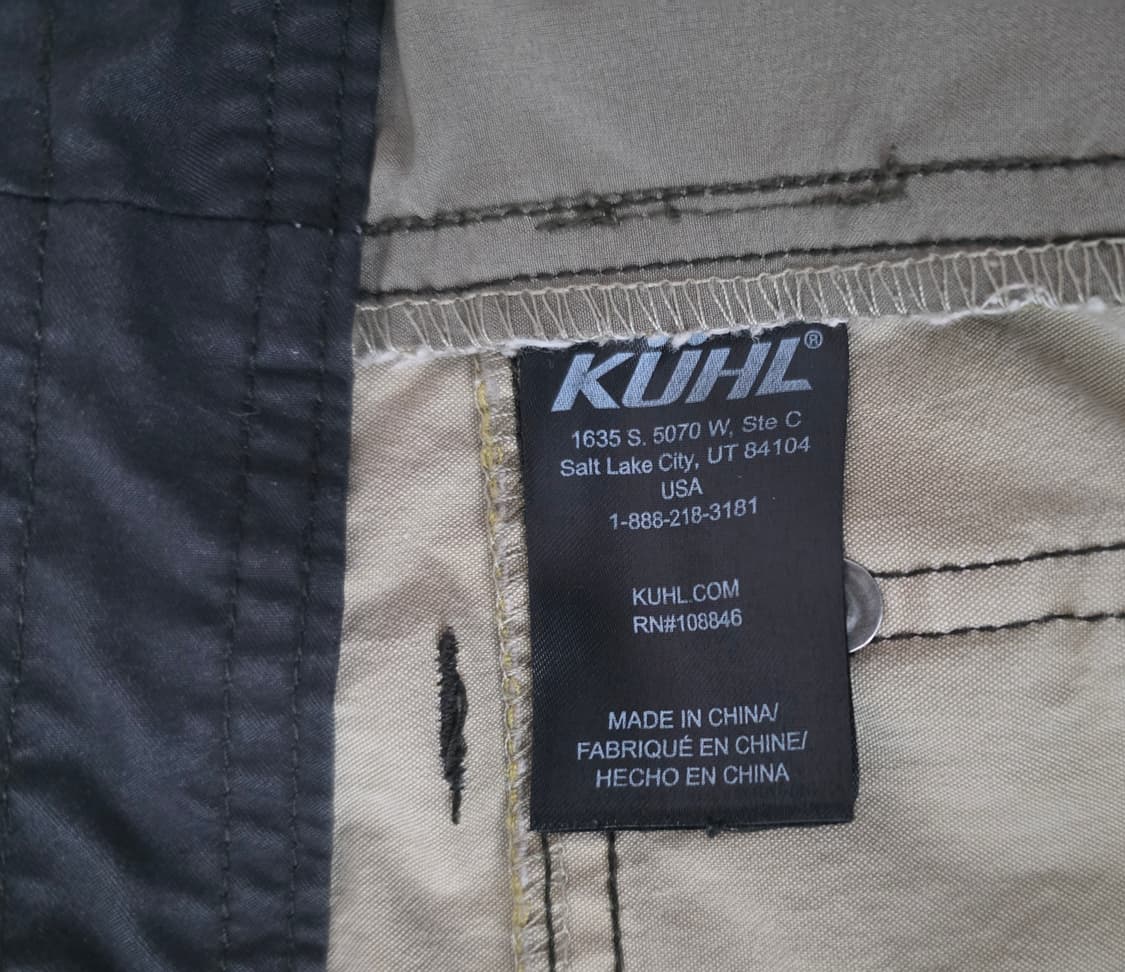 KÜHL®
1635 S. 5070 W, Ste C
Salt Lake City, UT 84104
USA
1-888-218-3181
KUHL.COM
RN#108846
MADE IN CHINA/
FABRIQUÉ EN CHINE/
HECHO EN CHINA